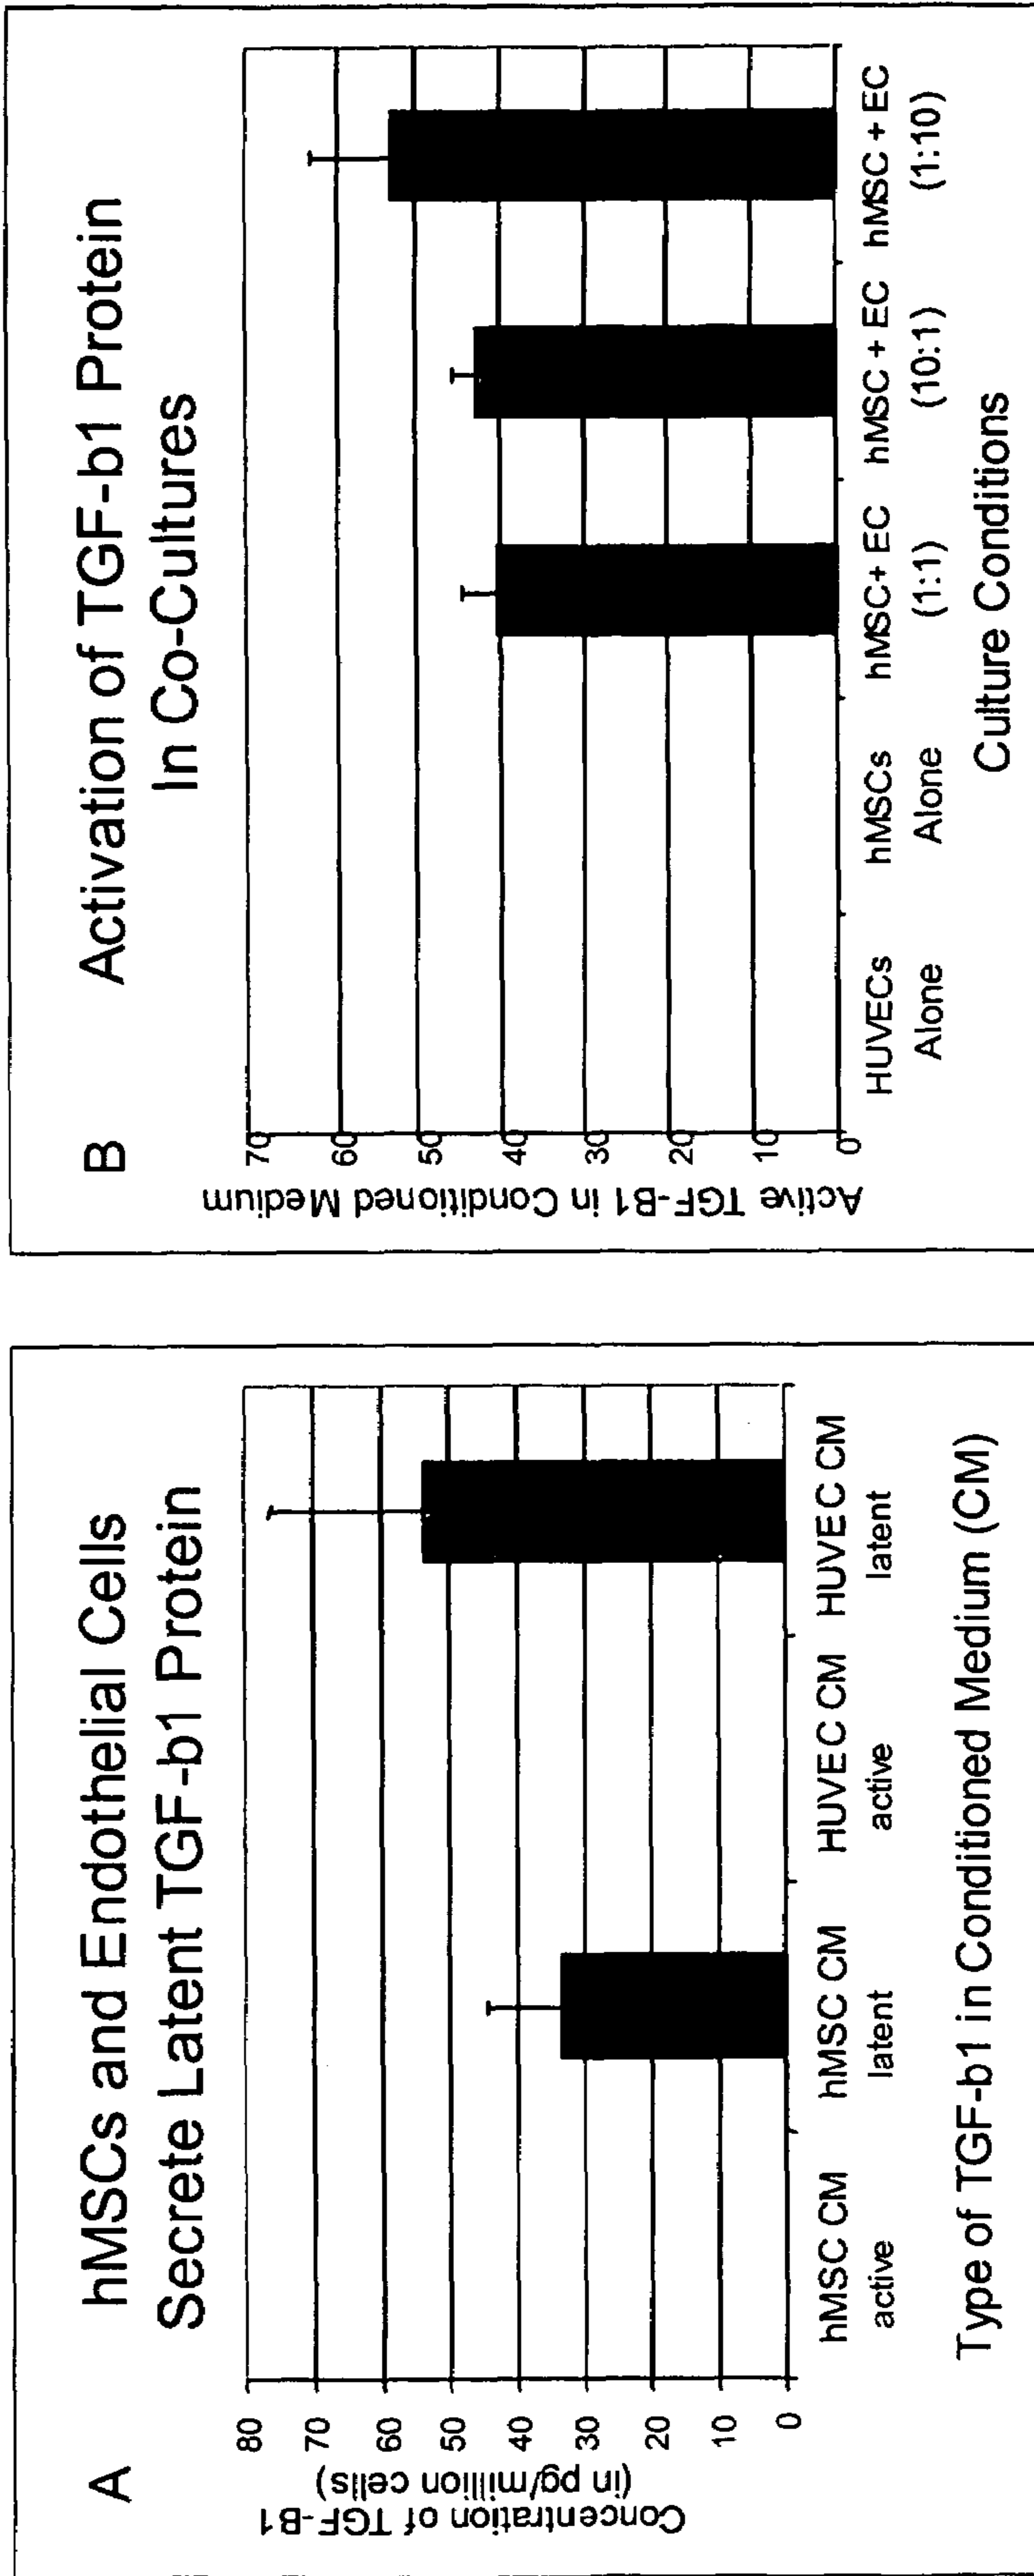 A
hMSCs and Endothelial Cells
Secrete Latent TGF-b1 Protein
Concentration of TGF-B1
(in pg/million cells)
80
70
60
50
40
30
20
10
0
hMSC CM
active
hMSC CM
latent
HUVEC CM
active
HUVEC CM
latent
Type of TGF-b1 in Conditioned Medium (CM)
B
Activation of TGF-b1 Protein
In Co-Cultures
Active TGF-B1 in Conditioned Medium
70
60
50
40
30
20
10
0
HUVECs
Alone
hMSCs
Alone
hMSC+ EC
(1:1)
hMSC + EC
(10:1)
hMSC + EC
(1:10)
Culture Conditions